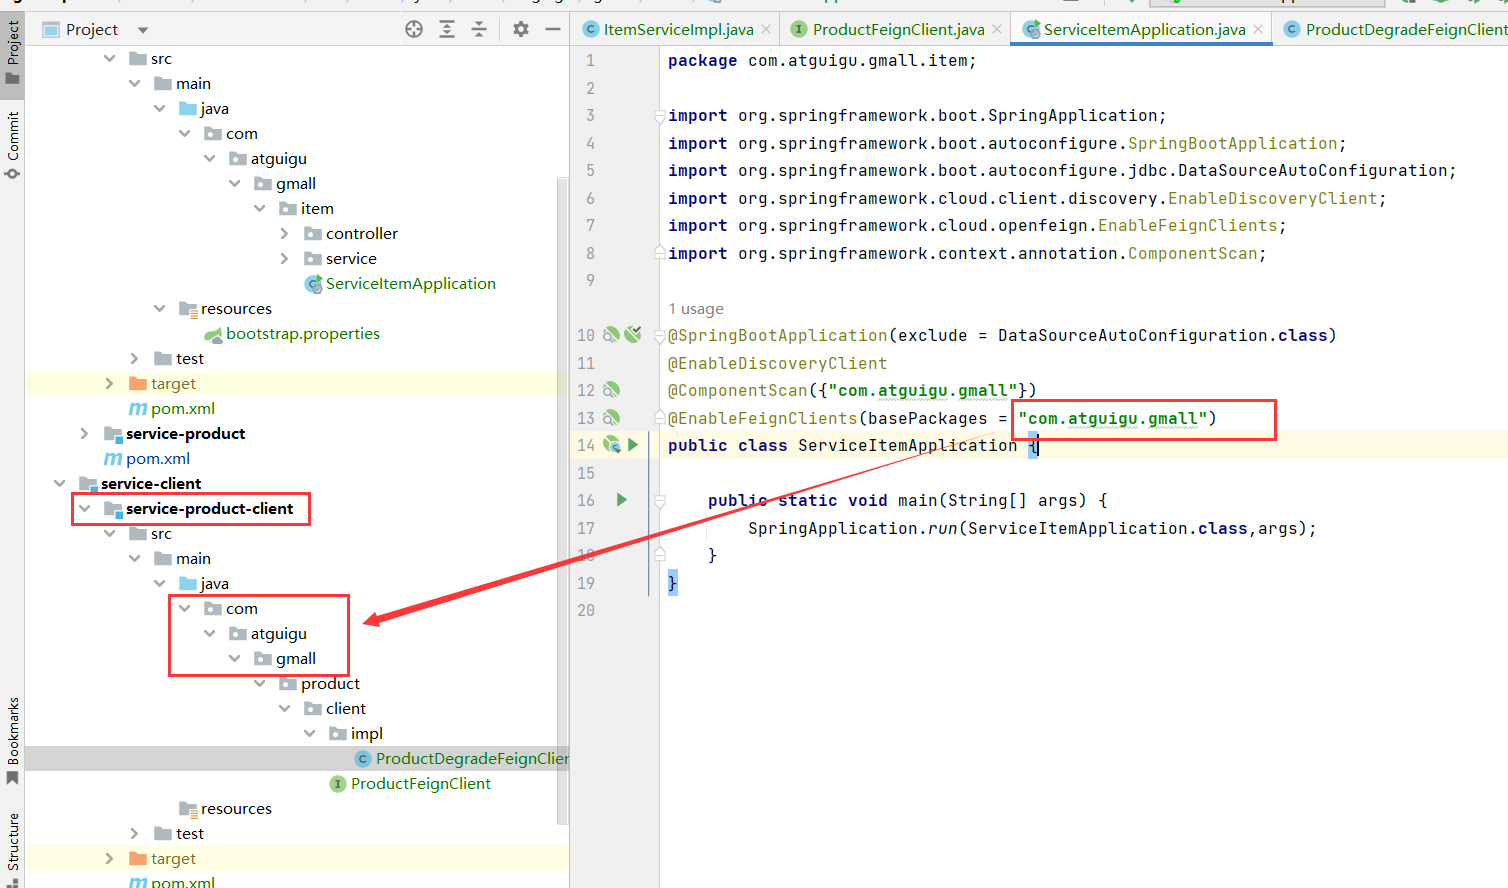 Project
Commit
Bookmarks
Structure
Project
src
main
java
com
atguigu
gmall
item
controller
service
ServiceItemApplication
resources
bootstrap.properties
test
target
pom.xml
service-product
pom.xml
service-client
service-product-client
src
main
java
com
atguigu
gmall
product
client
impl
ProductDegradeFeignClien
ProductFeignClient
resources
test
target
pom.xml
ItemServiceImpl.java
ProductFeignClient.java
ServiceItemApplication.java
ProductDegradeFeignClient
1 package com.atguigu.gmall.item;
2
3 import org.springframework.boot.SpringApplication;
4 import org.springframework.boot.autoconfigure.SpringBootApplication;
5 import org.springframework.boot.autoconfigure.jdbc.DataSourceAutoConfiguration;
6 import org.springframework.cloud.client.discovery.EnableDiscoveryClient;
7 import org.springframework.cloud.openfeign.EnableFeignClients;
8 import org.springframework.context.annotation.ComponentScan;
9
1 usage
10 @SpringBootApplication(exclude = DataSourceAutoConfiguration.class)
11 @EnableDiscoveryClient
12 @ComponentScan({"com.atguigu.gmall"})
13 @EnableFeignClients(basePackages = "com.atguigu.gmall")
14 public class ServiceItemApplication {
15
16 public static void main(String[] args) {
17 SpringApplication.run(ServiceItemApplication.class,args);
18 }
19 }
20